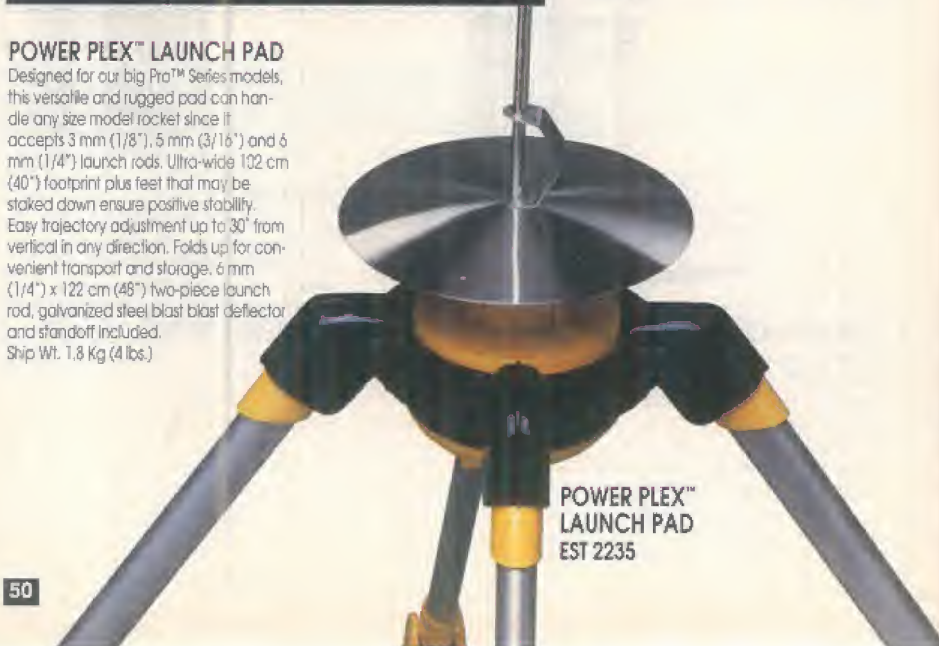 POWER PLEX™ LAUNCH PAD
Designed for our big Pro™ Series models,
this versatile and rugged pad can han-
dle any size model rocket since it
accepts 3 mm (1/8"), 5 mm (3/16") and 6
mm (1/4") launch rods. Ultra-wide 102 cm
(40") footprint plus feet that may be
staked down ensure positive stability.
Easy trajectory adjustment up to 30° from
vertical in any direction. Folds up for con-
venient transport and storage. 6 mm
(1/4") x 122 cm (48") two-piece launch
rod, galvanized steel blast blast deflector
and standoff included.
Ship Wt. 1.8 Kg (4 lbs.)
POWER PLEX™
LAUNCH PAD
EST 2235
50